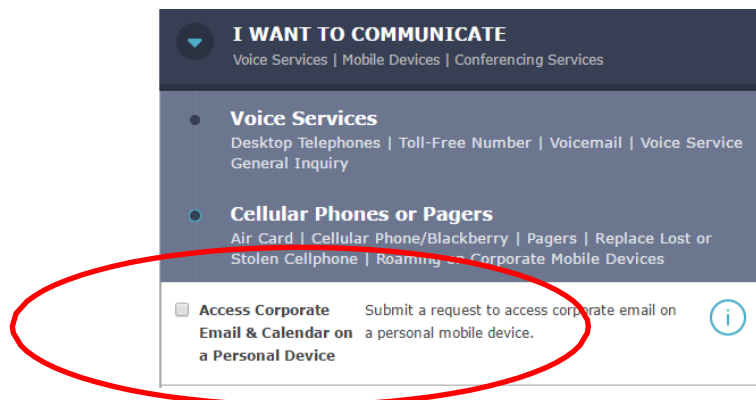 I WANT TO COMMUNICATE
Voice Services | Mobile Devices | Conferencing Services
Voice Services
Desktop Telephones | Toll-Free Number | Voicemail | Voice Service
General Inquiry
Cellular Phones or Pagers
Air Card | Cellular Phone/Blackberry | Pagers | Replace Lost or
Stolen Cellphone | Roaming on Corporate Mobile Devices
Access Corporate
Email & Calendar on
a Personal Device
Submit a request to access corporate email on
a personal mobile device.
i